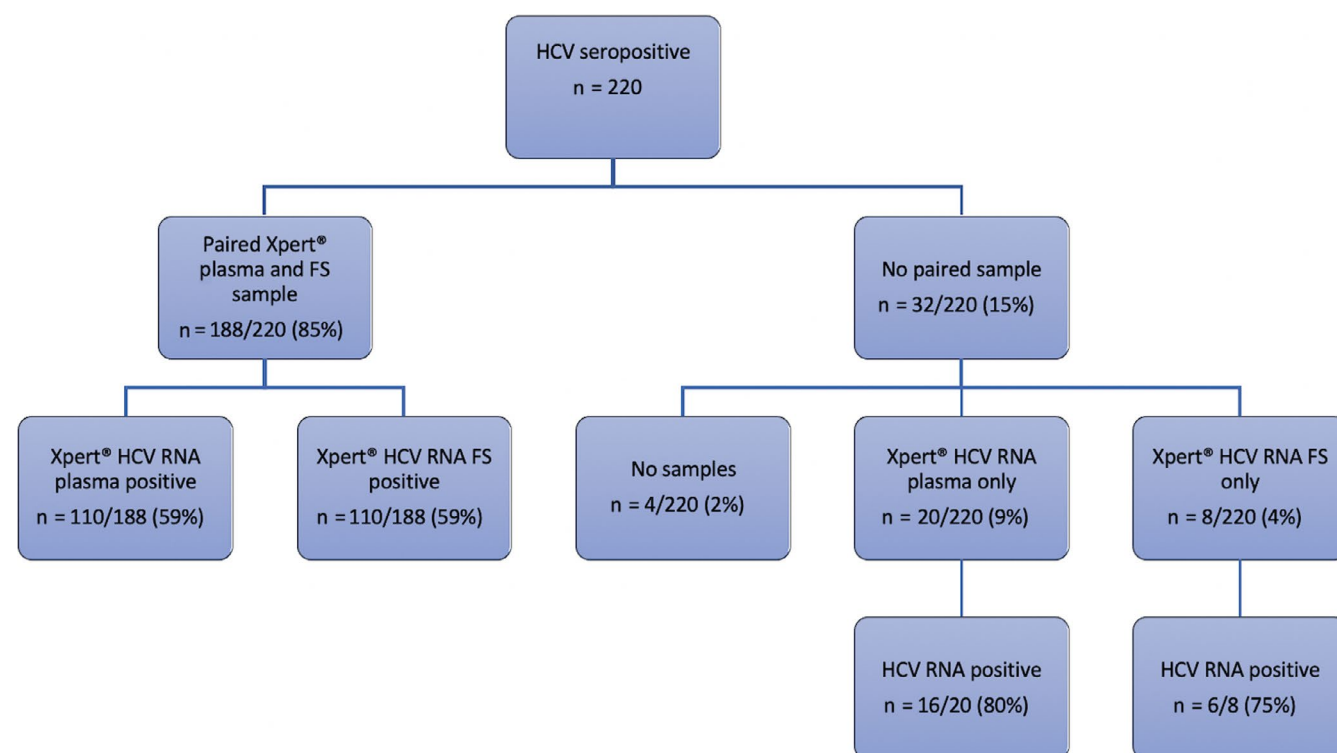 HCV seropositive
n = 220
Paired Xpert®
plasma and FS
sample
n = 188/220 (85%)
No paired sample
n = 32/220 (15%)
Xpert® HCV RNA
plasma positive
n = 110/188 (59%)
Xpert® HCV RNA FS
positive
n = 110/188 (59%)
No samples
n = 4/220 (2%)
Xpert® HCV RNA
plasma only
n = 20/220 (9%)
Xpert® HCV RNA FS
only
n = 8/220 (4%)
HCV RNA positive
n = 16/20 (80%)
HCV RNA positive
n = 6/8 (75%)